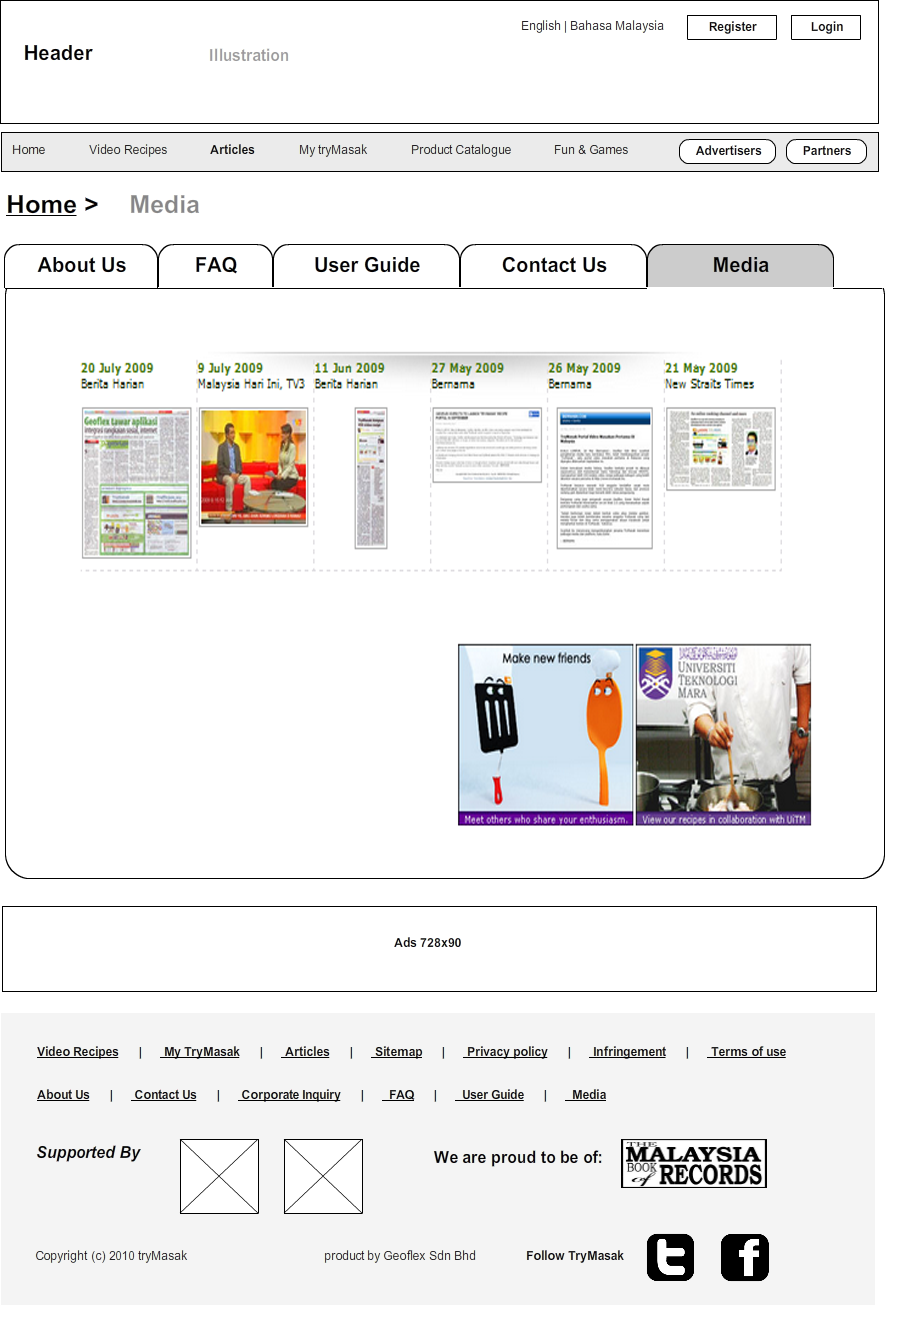 English | Bahasa Malaysia
Register
Login
Header
Illustration
Home
Video Recipes
Articles
My tryMasak
Product Catalogue
Fun & Games
Advertisers
Partners
Home > Media
About Us
FAQ
User Guide
Contact Us
Media
20 July 2009
Berita Harian
9 July 2009
Malaysia Hari Ini, TV3
11 Jun 2009
Berita Harian
27 May 2009
Bernama
26 May 2009
Bernama
21 May 2009
New Straits Times
Geoflex tawar aplikasi
integrasi rangkaian sosial, internet
Make new friends
Meet others who share your enthusiasm.
UNIVERSITI
TEKNOLOGI
MARA
View our recipes in collaboration with UiTM
Ads 728x90
Video Recipes | My TryMasak | Articles | Sitemap | Privacy policy | Infringement | Terms of use
About Us | Contact Us | Corporate Inquiry | FAQ | User Guide | Media
Supported By
We are proud to be of:
THE
MALAYSIA
BOOK
of RECORDS
Copyright (c) 2010 tryMasak
product by Geoflex Sdn Bhd
Follow TryMasak